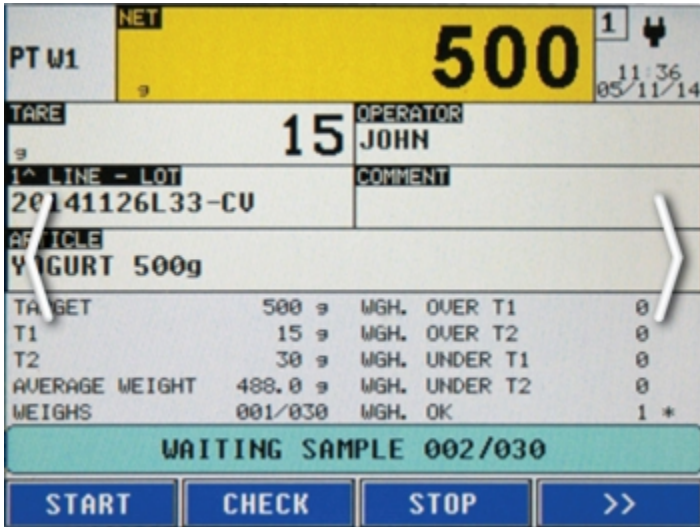 PT W1
NET
g
500
1
11:36
05/11/14
TARE
g
15
OPERATOR
JOHN
1^ LINE - LOT
20141126L33-CV
COMMENT
ARTICLE
YOGURT 500g
TARGET 500 g WGH. OVER T1 0
T1 15 g WGH. OVER T2 0
T2 30 g WGH. UNDER T1 0
AVERAGE WEIGHT 488.0 g WGH. UNDER T2 0
WEIGHS 001/030 WGH. OK 1 *
WAITING SAMPLE 002/030
START CHECK STOP >>